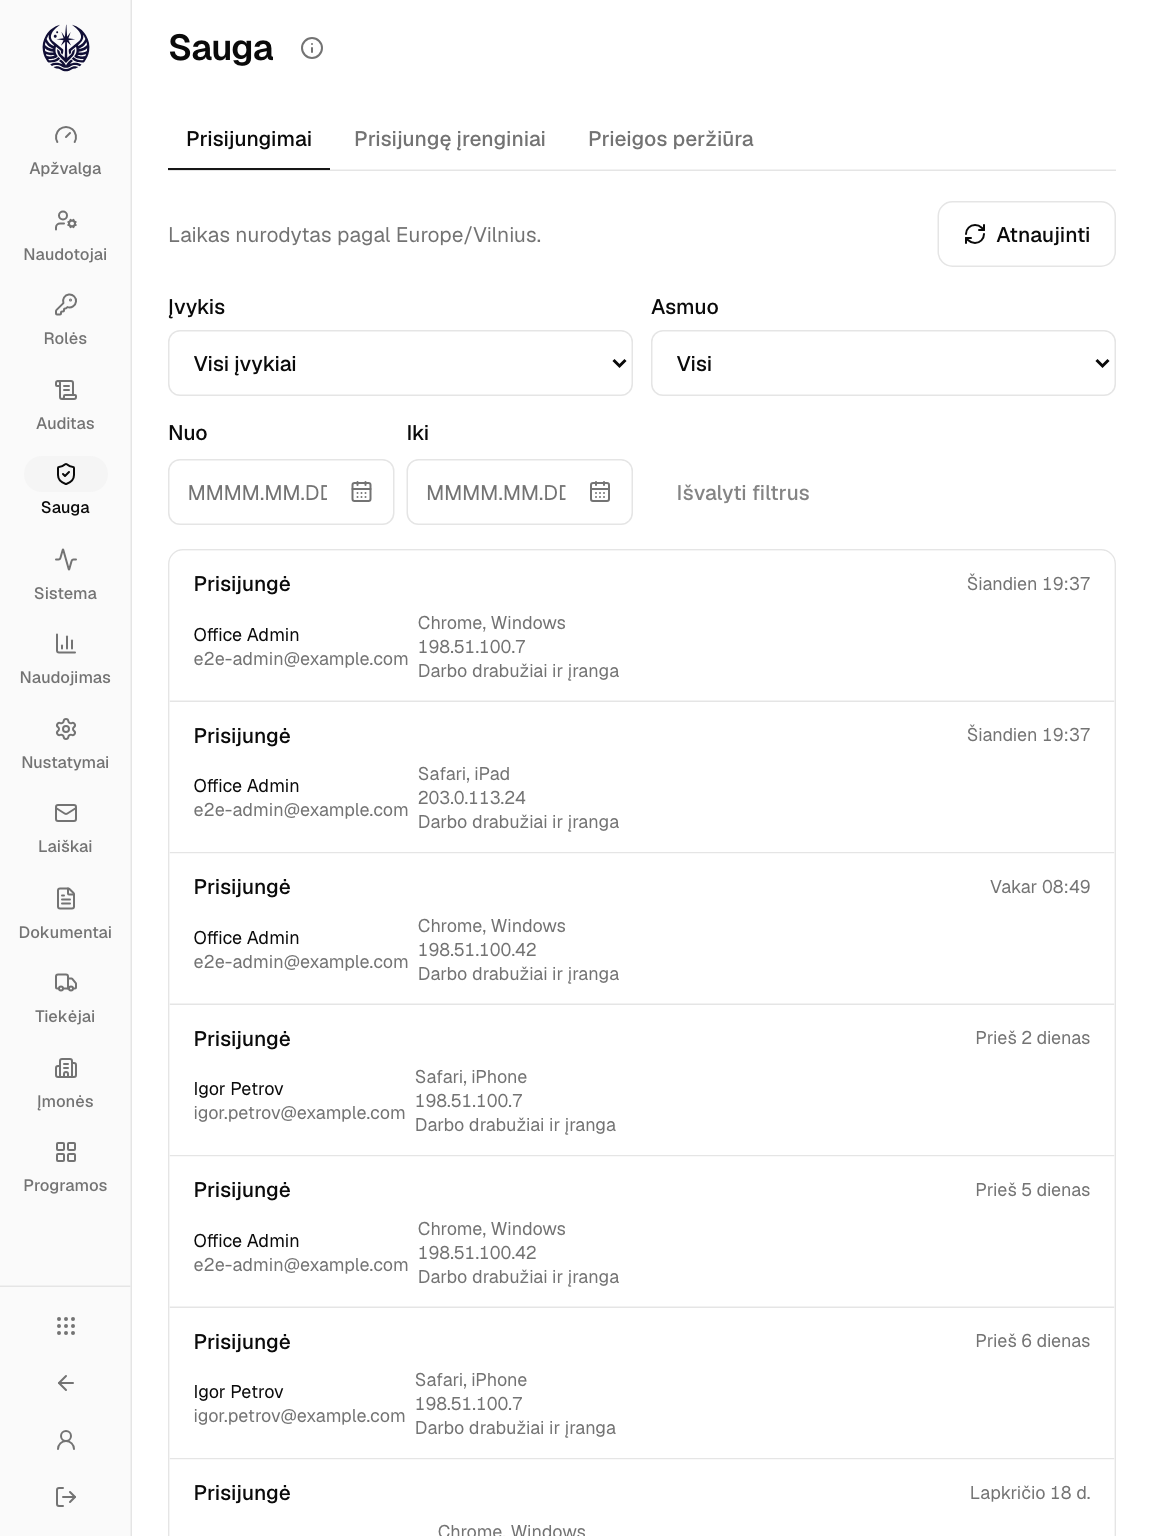 Sauga
Apžvalga
Naudotojai
Rolės
Auditas
Sauga
Sistema
Naudojimas
Nustatymai
Laiškai
Dokumentai
Tiekėjai
Įmonės
Programos
Prisijungimai
Prisijungę įrenginiai
Prieigos peržiūra
Laikas nurodytas pagal Europe/Vilnius.
Atnaujinti
Įvykis
Asmuo
Visi įvykiai
Visi
Nuo
Iki
MMMM.MM.DD
MMMM.MM.DD
Išvalyti filtrus
Prisijungė
Šiandien 19:37
Office Admin
e2e-admin@example.com
Chrome, Windows
198.51.100.7
Darbo drabužiai ir įranga
Prisijungė
Šiandien 19:37
Office Admin
e2e-admin@example.com
Safari, iPad
203.0.113.24
Darbo drabužiai ir įranga
Prisijungė
Vakar 08:49
Office Admin
e2e-admin@example.com
Chrome, Windows
198.51.100.42
Darbo drabužiai ir įranga
Prisijungė
Prieš 2 dienas
Igor Petrov
igor.petrov@example.com
Safari, iPhone
198.51.100.7
Darbo drabužiai ir įranga
Prisijungė
Prieš 5 dienas
Office Admin
e2e-admin@example.com
Chrome, Windows
198.51.100.42
Darbo drabužiai ir įranga
Prisijungė
Prieš 6 dienas
Igor Petrov
igor.petrov@example.com
Safari, iPhone
198.51.100.7
Darbo drabužiai ir įranga
Prisijungė
Lapkričio 18 d.
Chrome, Windows